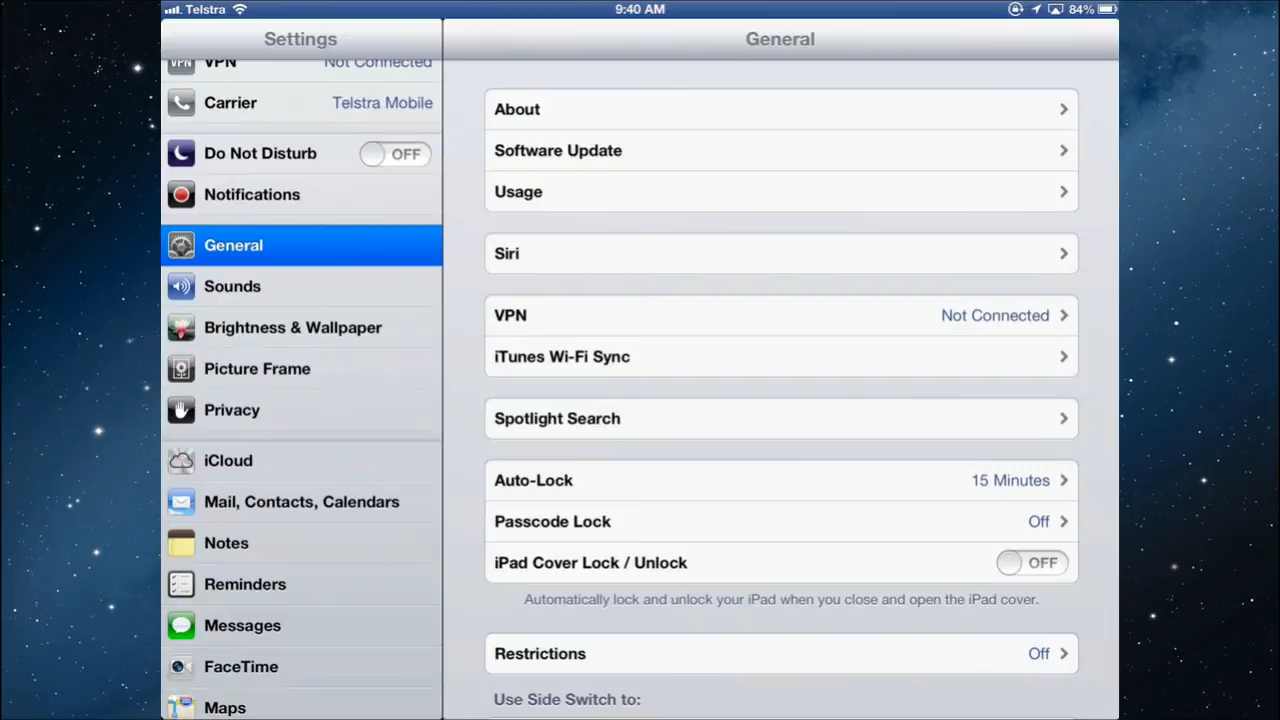 Telstra
9:40 AM
84%
Settings
General
VPN Not Connected
Carrier Telstra Mobile
Do Not Disturb OFF
Notifications
General
Sounds
Brightness & Wallpaper
Picture Frame
Privacy
iCloud
Mail, Contacts, Calendars
Notes
Reminders
Messages
FaceTime
Maps
About
Software Update
Usage
Siri
VPN Not Connected
iTunes Wi-Fi Sync
Spotlight Search
Auto-Lock 15 Minutes
Passcode Lock Off
iPad Cover Lock / Unlock OFF
Automatically lock and unlock your iPad when you close and open the iPad cover.
Restrictions Off
Use Side Switch to: